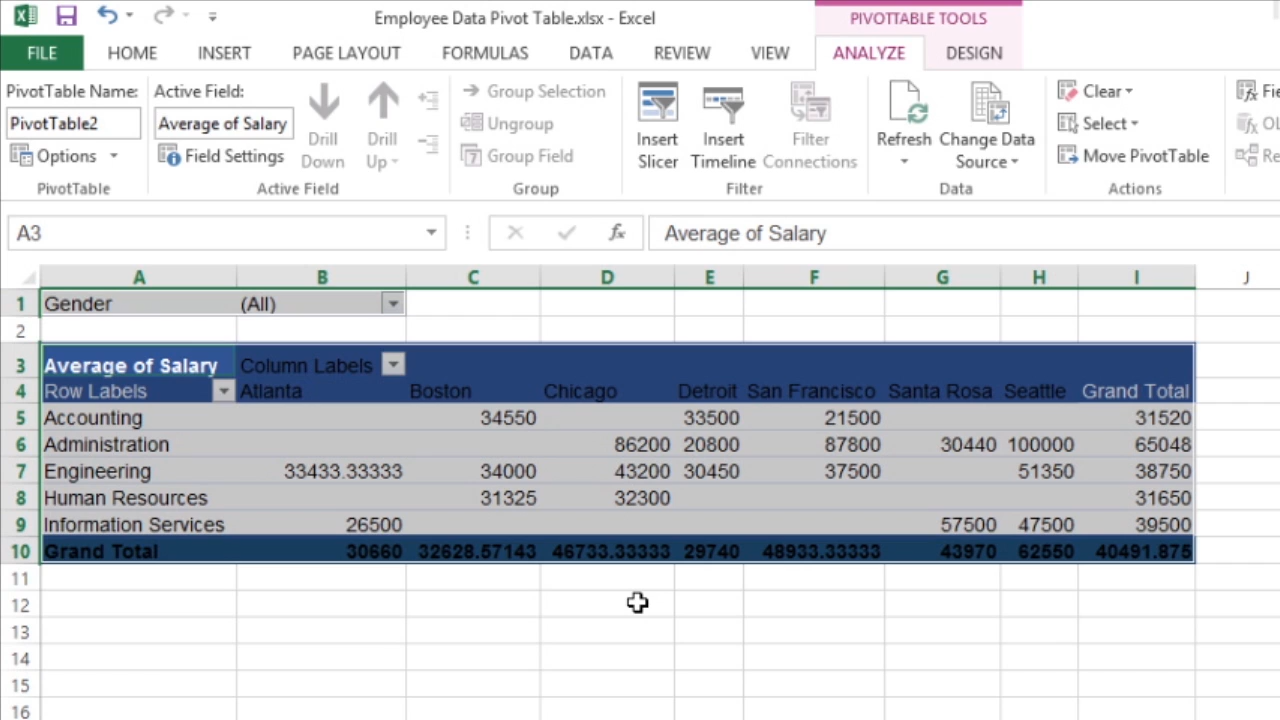 Employee Data Pivot Table.xlsx - Excel
PIVOTTABLE TOOLS
FILE HOME INSERT PAGE LAYOUT FORMULAS DATA REVIEW VIEW ANALYZE DESIGN
PivotTable Name:
PivotTable2
Options
PivotTable
Active Field:
Average of Salary
Field Settings
Drill Down
Drill Up
Active Field
Group Selection
Ungroup
7 Group Field
Group
Insert Slicer
Insert Timeline
Filter Connections
Filter
Refresh
Change Data Source
Data
Clear
Select
Move PivotTable
Actions
fx Fie
fx OL
Re
A3 fx Average of Salary
A B C D E F G H I J
1 Gender (All)
2
3 Average of Salary Column Labels
4 Row Labels Atlanta Boston Chicago Detroit San Francisco Santa Rosa Seattle Grand Total
5 Accounting 34550 33500 21500 31520
6 Administration 86200 20800 87800 30440 100000 65048
7 Engineering 33433.33333 34000 43200 30450 37500 51350 38750
8 Human Resources 31325 32300 31650
9 Information Services 26500 57500 47500 39500
10 Grand Total 30660 32628.57143 46733.33333 29740 48933.33333 43970 62550 40491.875
11
12
13
14
15
16